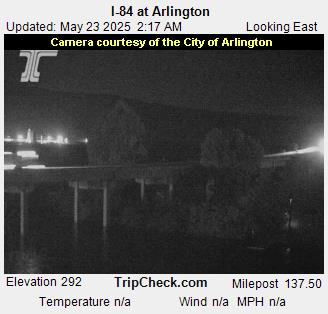 I-84 at Arlington
Updated: May 23 2025 2:17 AM Looking East
Camera courtesy of the City of Arlington
Elevation 292 TripCheck.com Milepost 137.50
Temperature n/a Wind n/a MPH n/a